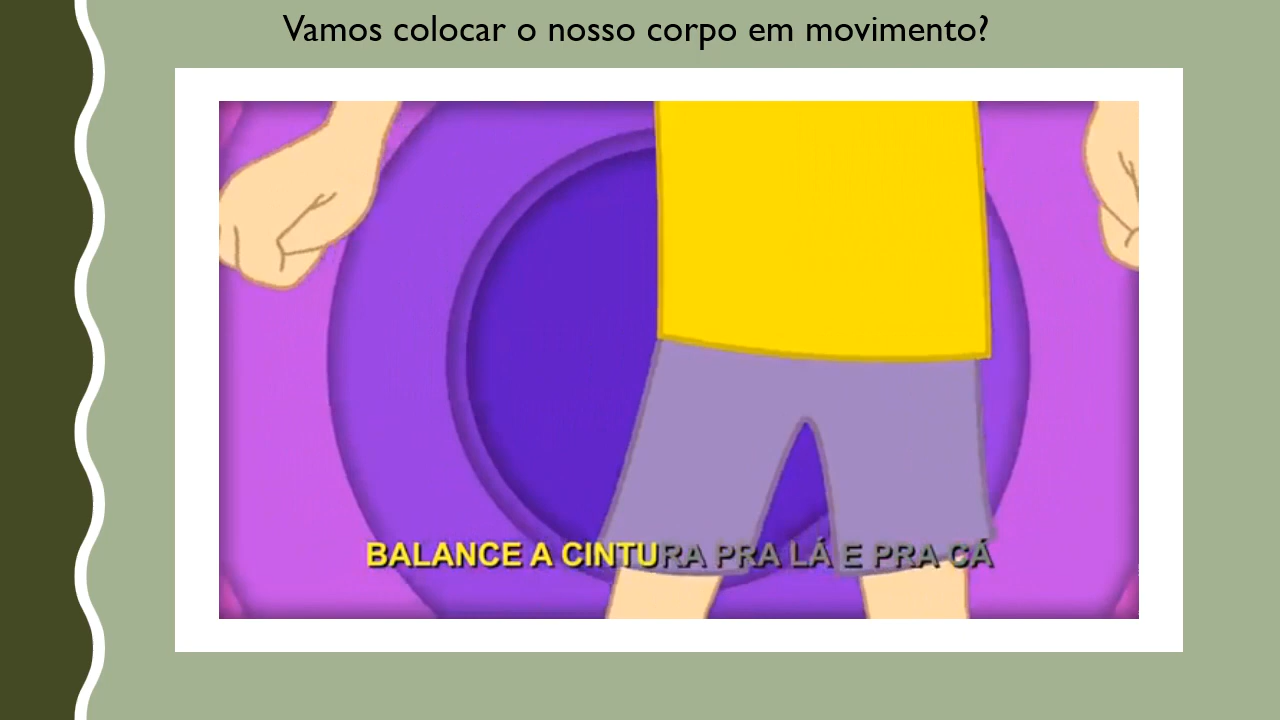 Vamos colocar o nosso corpo em movimento?
BALANCE A CINTURA PRA LÁ E PRA CÁ